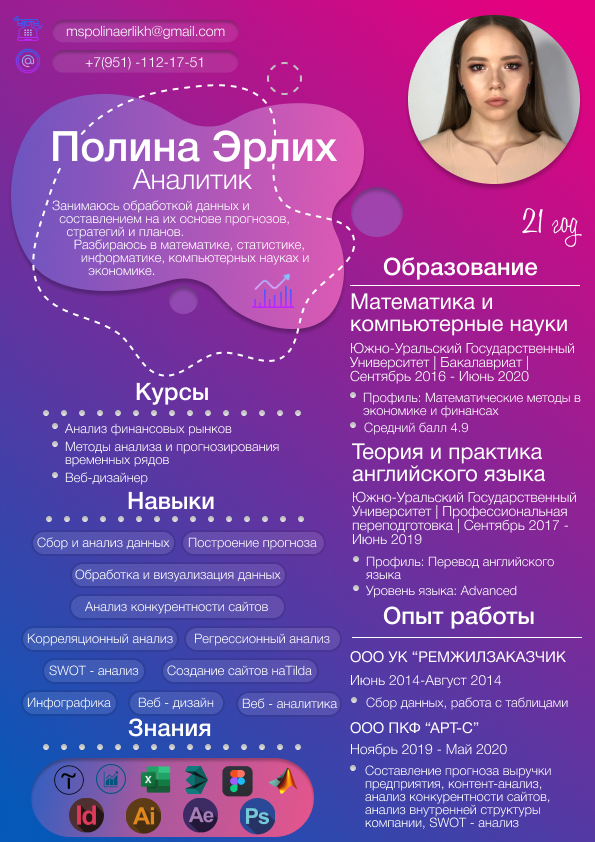 mspolinaerlikh@gmail.com
+7(951) -112-17-51
Полина Эрлих
Аналитик
Занимаюсь обработкой данных и
составлением на их основе прогнозов,
стратегий и планов.
Разбираюсь в математике, статистике,
информатике, компьютерных науках и
экономике.
21 год
Курсы
Анализ финансовых рынков
Методы анализа и прогнозирования
временных рядов
Веб-дизайнер
Навыки
Сбор и анализ данных
Построение прогноза
Обработка и визуализация данных
Анализ конкурентности сайтов
Корреляционный анализ
Регрессионный анализ
SWOT - анализ
Создание сайтов наTilda
Инфографика
Веб - дизайн
Веб - аналитика
Знания
Id
Ai
Ae
Ps
Образование
Математика и
компьютерные науки
Южно-Уральский Государственный
Университет | Бакалавриат |
Сентябрь 2016 - Июнь 2020
Профиль: Математические методы в
экономике и финансах
Средний балл 4.9
Теория и практика
английского языка
Южно-Уральский Государственный
Университет | Профессиональная
переподготовка | Сентябрь 2017 -
Июнь 2019
Профиль: Перевод английского
языка
Уровень языка: Advanced
Опыт работы
ООО УК “РЕМЖИЛЗАКАЗЧИК
Июнь 2014-Август 2014
Сбор данных, работа с таблицами
ООО ПКФ “АРТ-С”
Ноябрь 2019 - Май 2020
Составление прогноза выручки
предприятия, контент-анализ,
анализ конкурентности сайтов,
анализ внутренней структуры
компании, SWOT - анализ